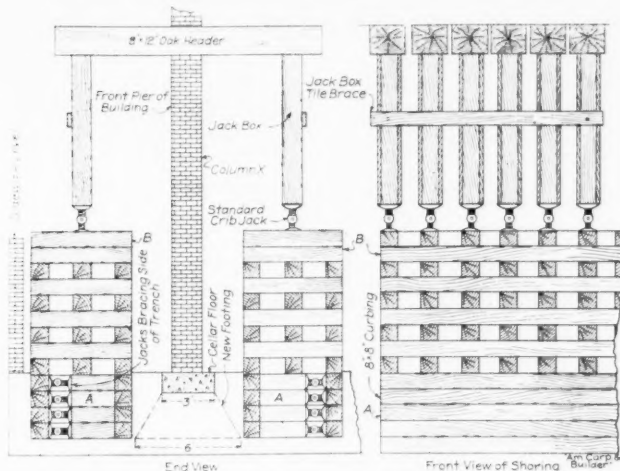 8"x12" Oak Header
Front Pier of
Building
Jack Box
Column X
Standard
Crib Jack
B
Jacks Bracing Side
of Trench
Cellar Floor
New Footing
A
A
3
6
End View
Jack Box
Tile Brace
B
8"x8" Curbing
A
Front View of Shoring
"Am Carp &
Builder"